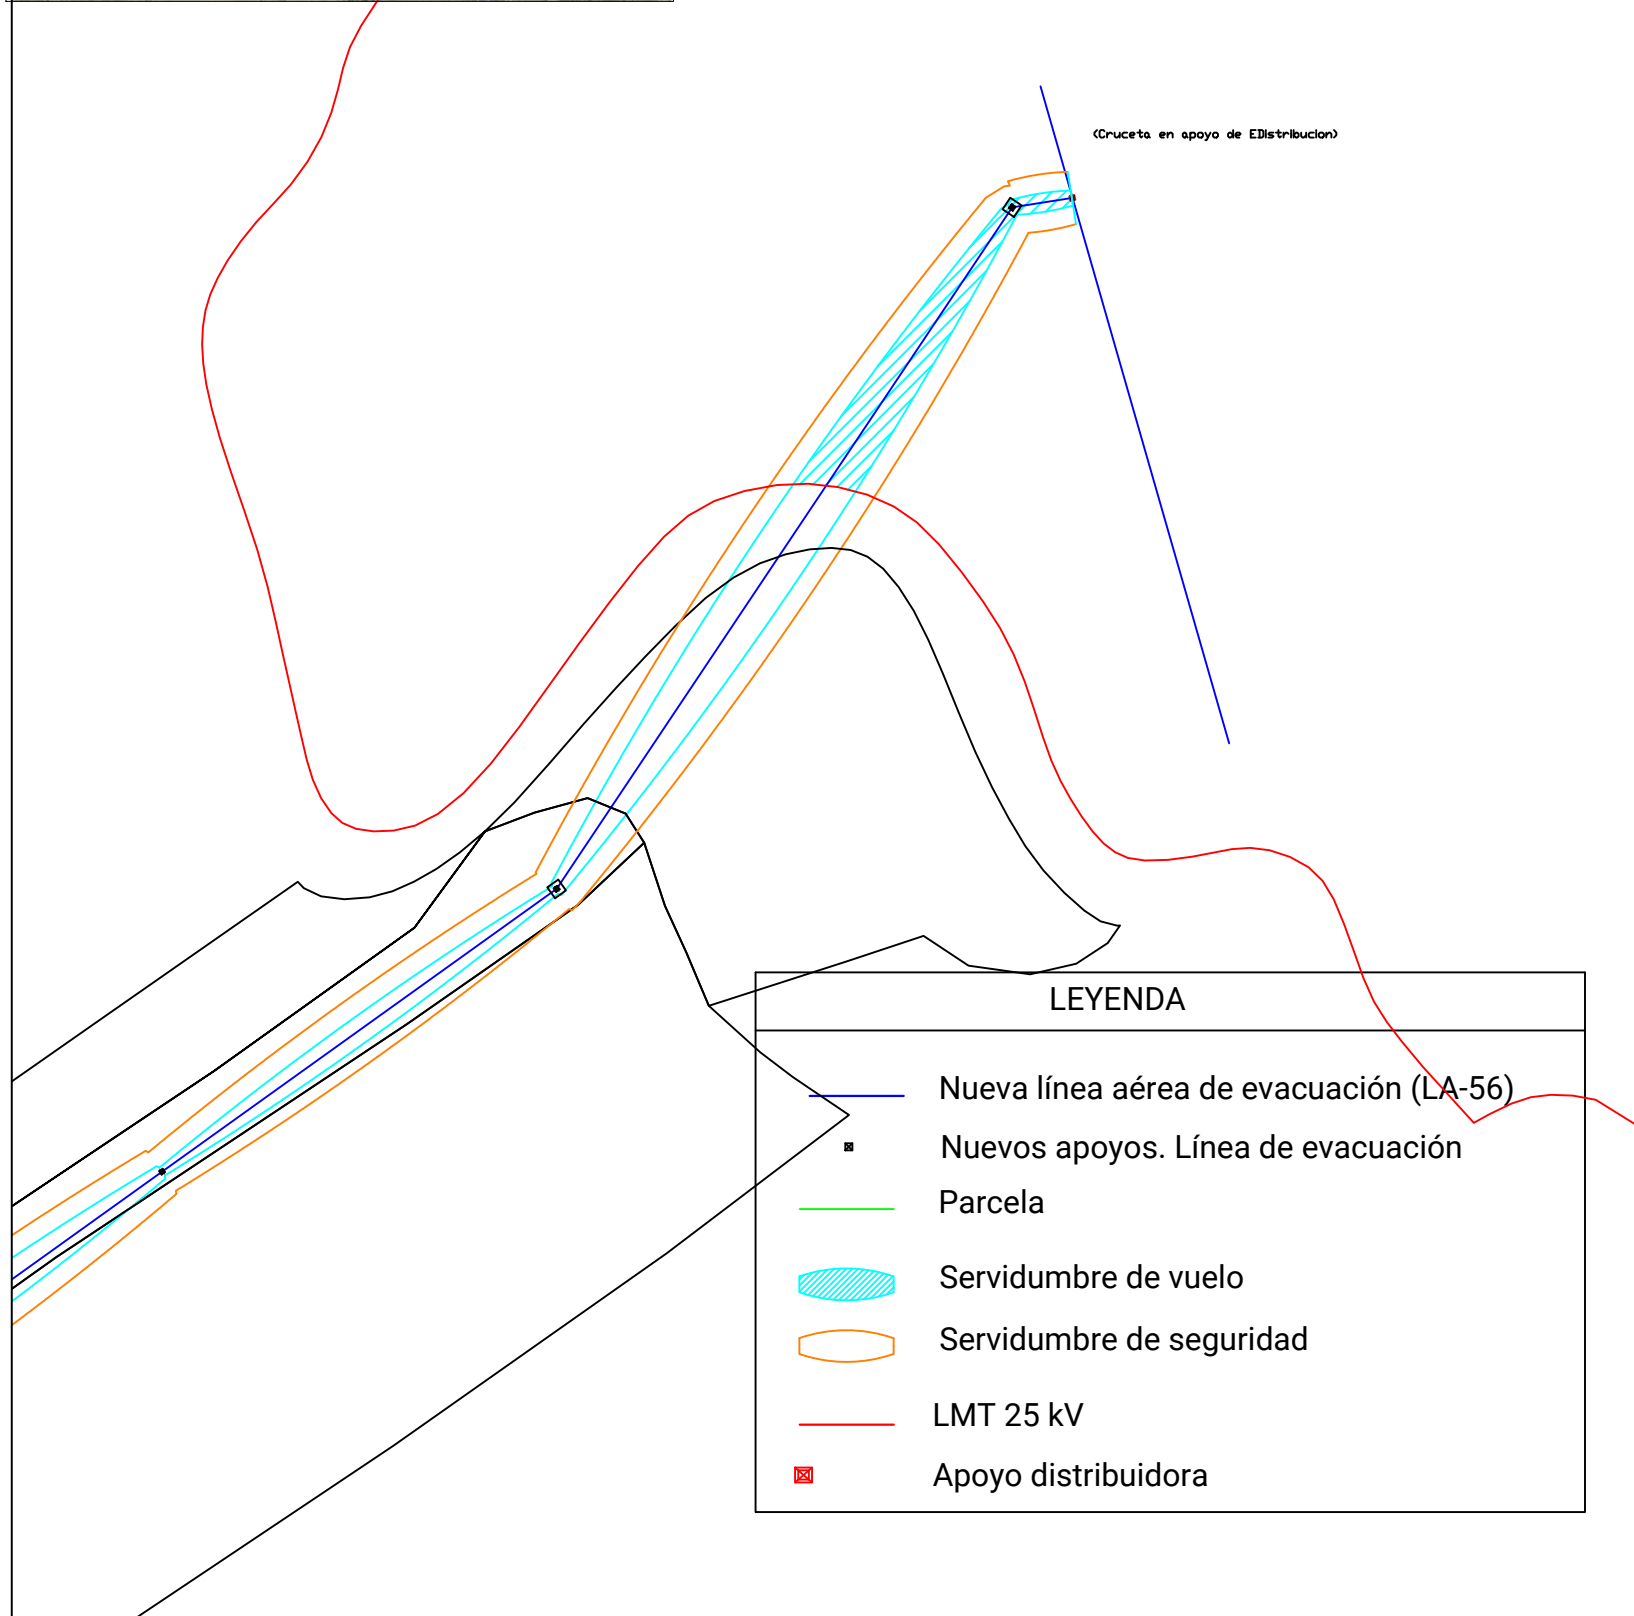 (Cruceta en apoyo de EDistribucion)
LEYENDA
Nueva línea aérea de evacuación (LA-56)
Nuevos apoyos. Línea de evacuación
Parcela
Servidumbre de vuelo
Servidumbre de seguridad
LMT 25 kV
Apoyo distribuidora